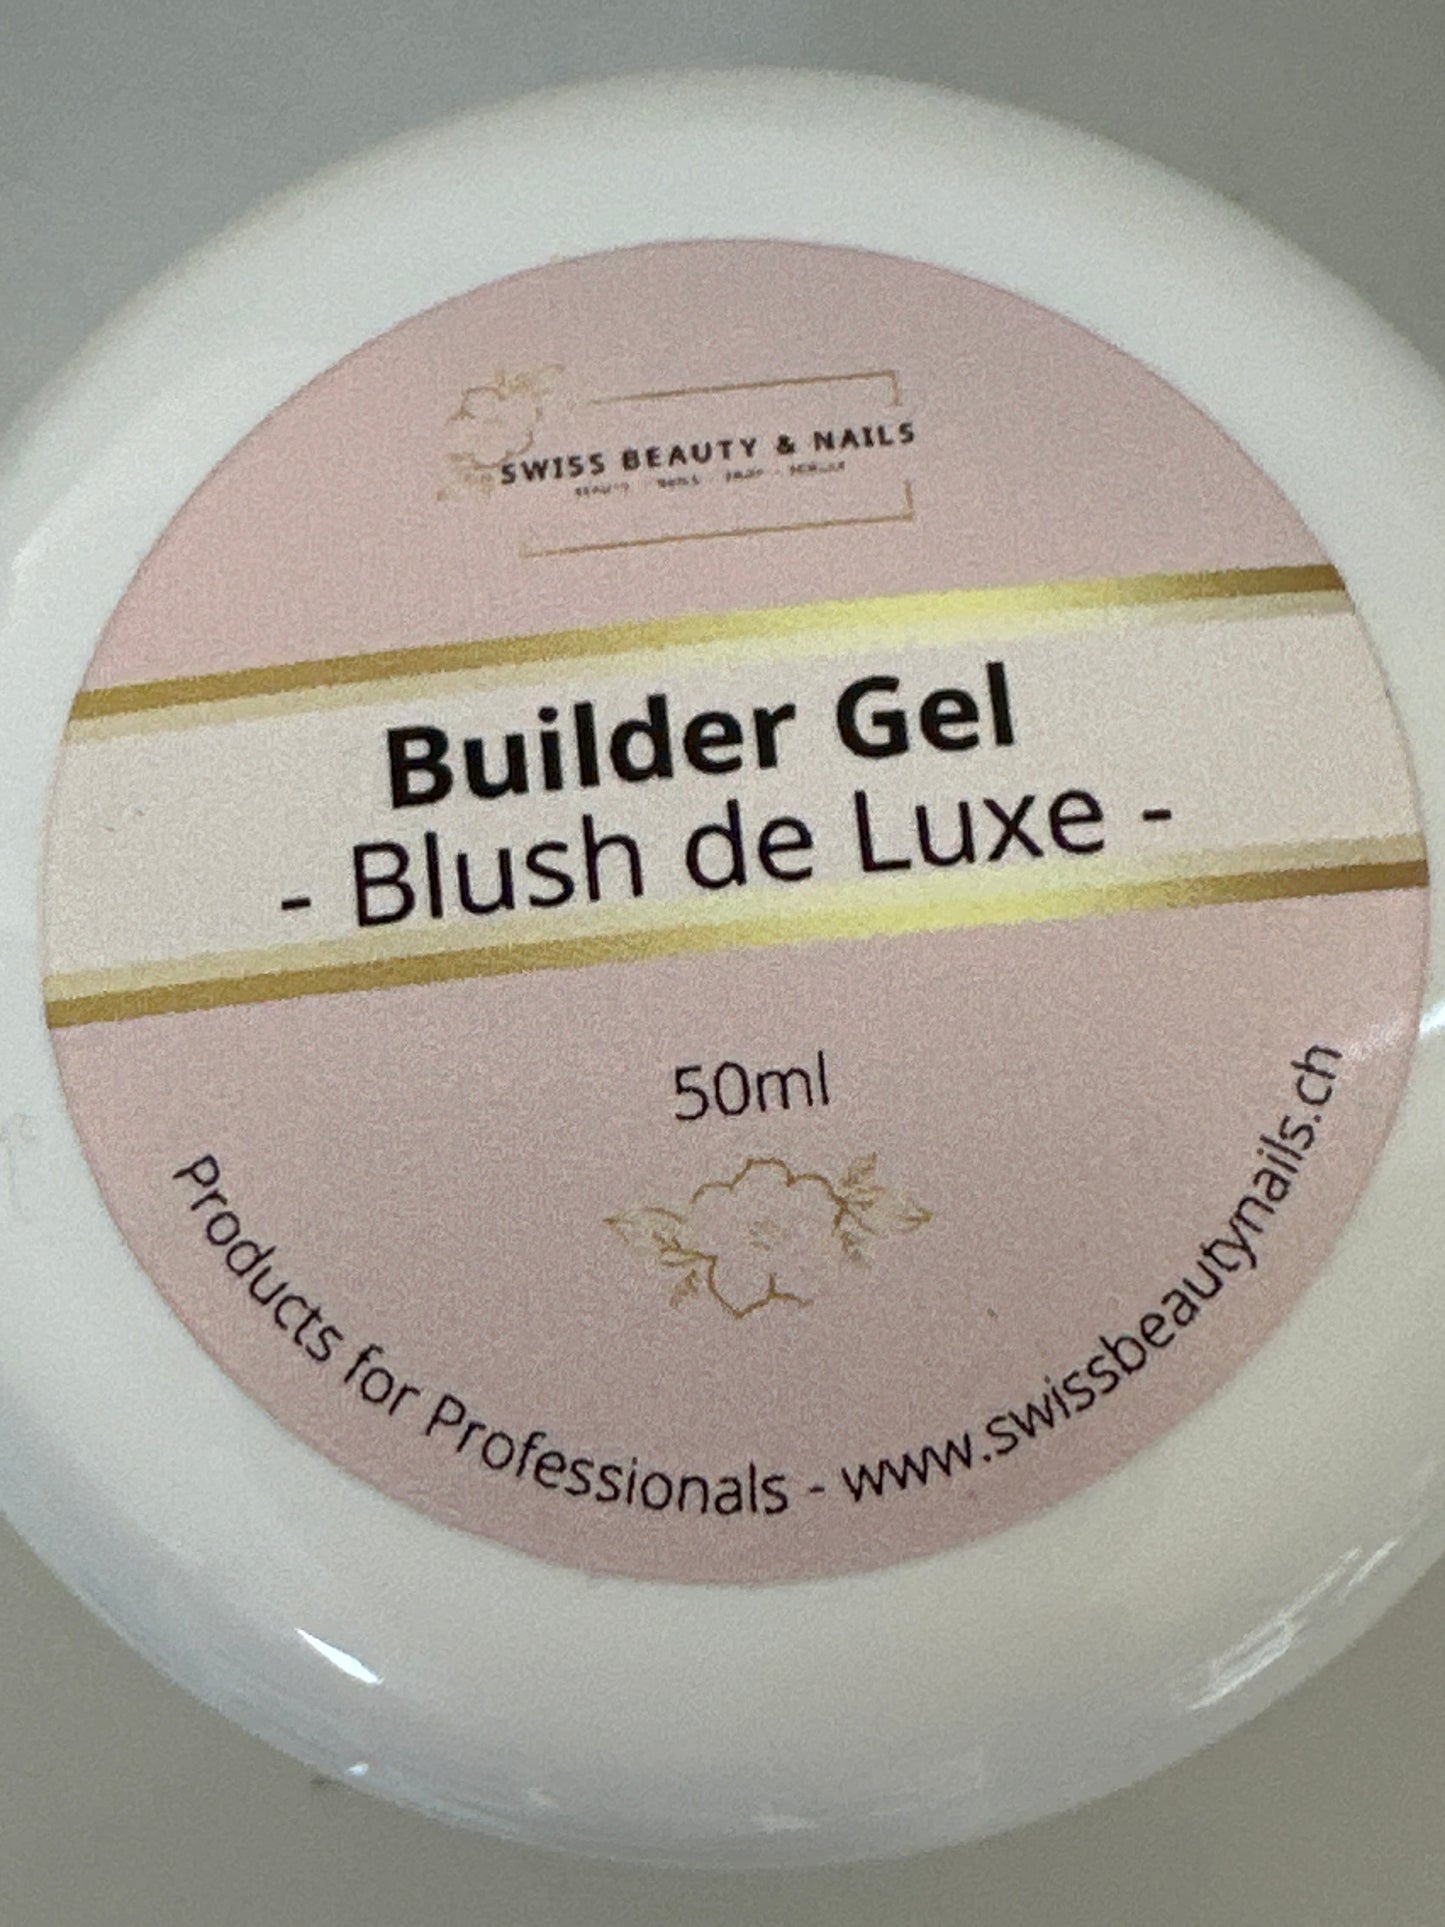 SWISS BEAUTY & NAILS
Builder Gel
- Blush de Luxe -
50ml
Products for Professionals - www.swissbeautynails.ch